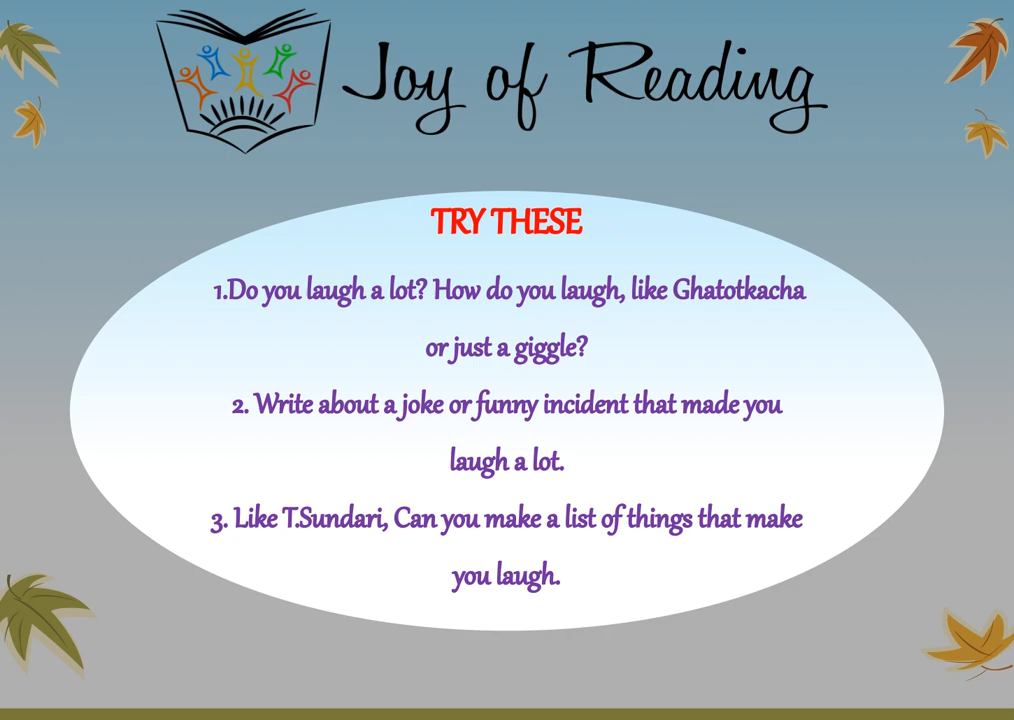 Joy of Reading
TRY THESE
1.Do you laugh a lot? How do you laugh, like Ghatotkacha
or just a giggle?
2. Write about a joke or funny incident that made you
laugh a lot.
3. Like T.Sundari, Can you make a list of things that make
you laugh.